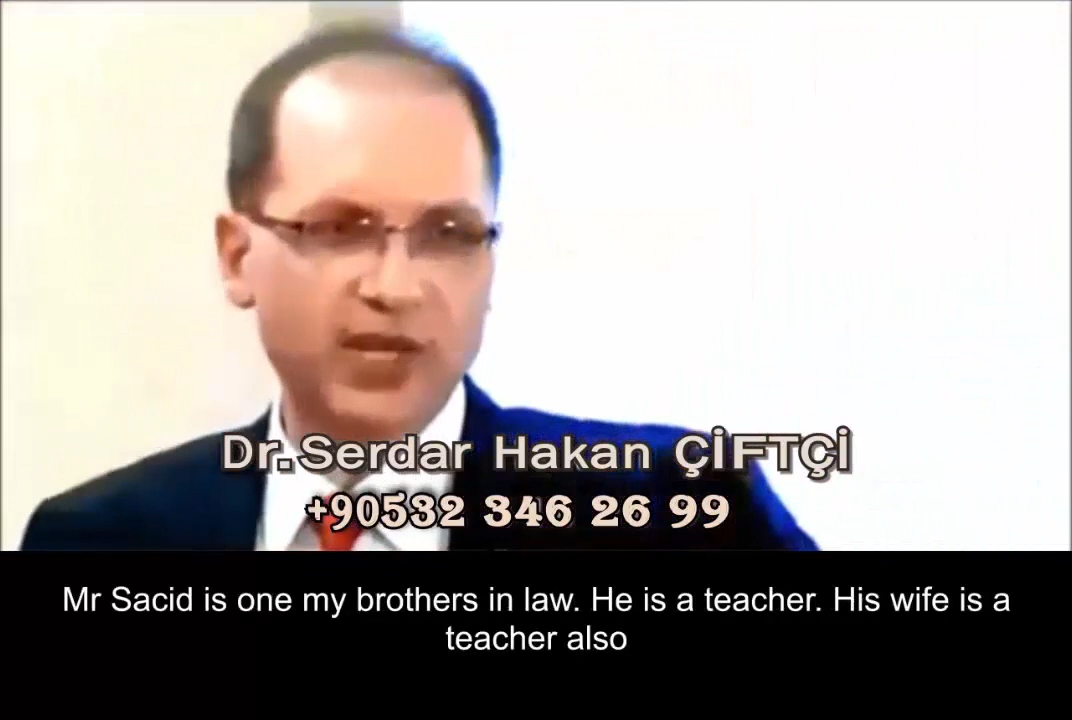 Dr. Serdar Hakan ÇİFTÇİ
+90532 346 26 99
Mr Sacid is one my brothers in law. He is a teacher. His wife is a
teacher also